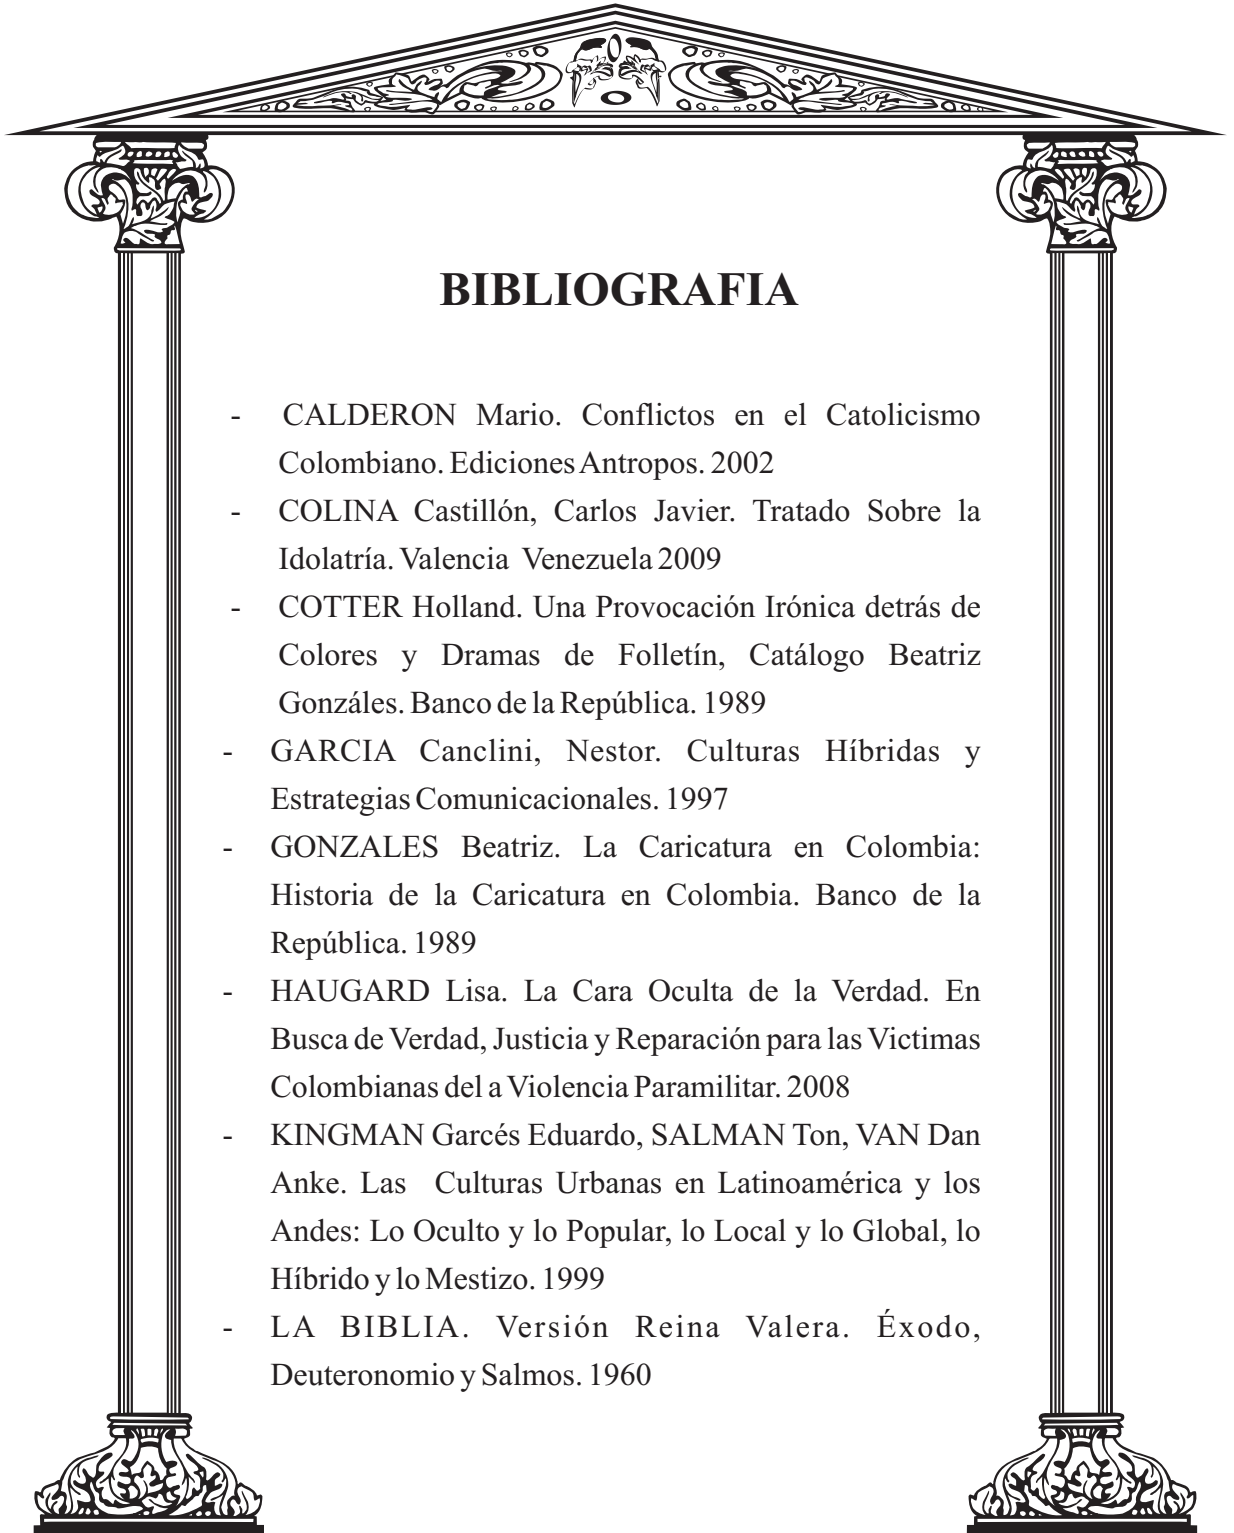 BIBLIOGRAFIA
- CALDERON Mario. Conflictos en el Catolicismo
Colombiano. Ediciones Antropos. 2002
- COLINA Castillón, Carlos Javier. Tratado Sobre la
Idolatría. Valencia Venezuela 2009
- COTTER Holland. Una Provocación Irónica detrás de
Colores y Dramas de Folletín, Catálogo Beatriz
Gonzáles. Banco de la República. 1989
- GARCIA Canclini, Nestor. Culturas Híbridas y
Estrategias Comunicacionales. 1997
- GONZALES Beatriz. La Caricatura en Colombia:
Historia de la Caricatura en Colombia. Banco de la
República. 1989
- HAUGARD Lisa. La Cara Oculta de la Verdad. En
Busca de Verdad, Justicia y Reparación para las Victimas
Colombianas del a Violencia Paramilitar. 2008
- KINGMAN Garcés Eduardo, SALMAN Ton, VAN Dan
Anke. Las Culturas Urbanas en Latinoamérica y los
Andes: Lo Oculto y lo Popular, lo Local y lo Global, lo
Híbrido y lo Mestizo. 1999
- LA BIBLIA. Versión Reina Valera. Éxodo,
Deuteronomio y Salmos. 1960